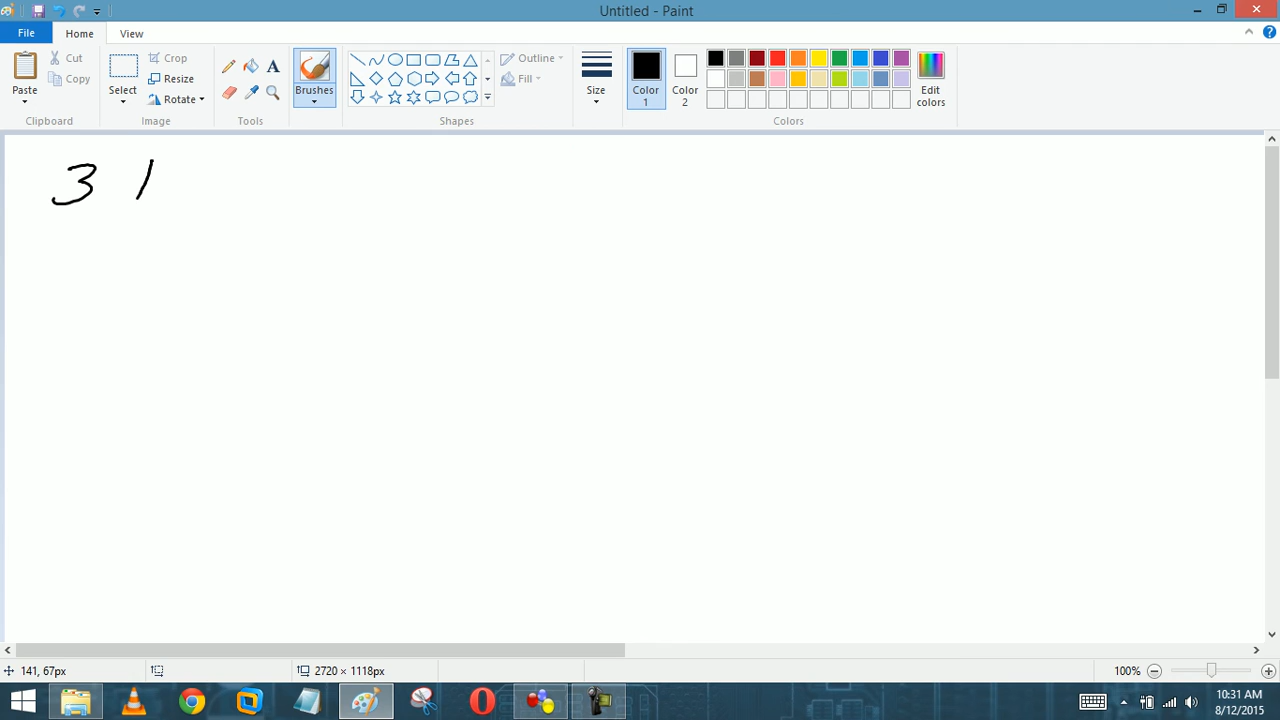 Untitled - Paint
File Home View
Paste Cut Copy Select Crop Resize Rotate A Brushes Outline Fill Size Color 1 Color 2 Edit colors
Clipboard Image Tools Shapes Colors
3 1
141, 67px 2720 × 1118px 100%
10:31 AM
8/12/2015